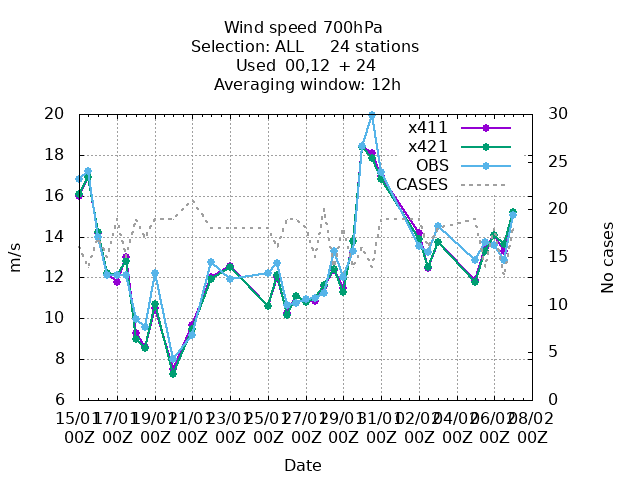 Wind speed 700hPa
Selection: ALL 24 stations
Used 00,12 + 24
Averaging window: 12h
20 30
x411
x421
OBS
CASES
18 25
16 20
14 15
12
10 10
8 5
6 0
m/s
No cases
15/01 17/01 19/01 21/01 23/01 25/01 27/01 29/01 31/01 02/02 04/02 06/02 08/02
00Z 00Z 00Z 00Z 00Z 00Z 00Z 00Z 00Z 00Z 00Z 00Z 00Z
Date